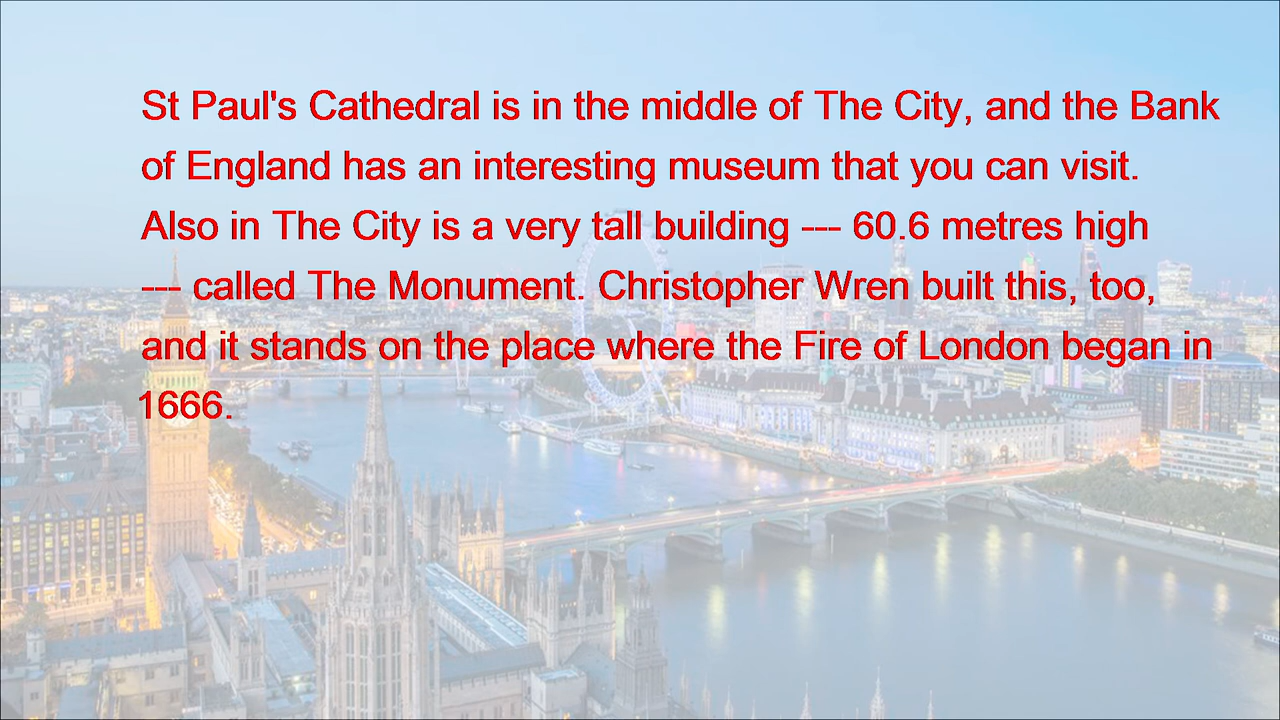 St Paul's Cathedral is in the middle of The City, and the Bank
of England has an interesting museum that you can visit.
Also in The City is a very tall building --- 60.6 metres high
--- called The Monument. Christopher Wren built this, too,
and it stands on the place where the Fire of London began in
1666.